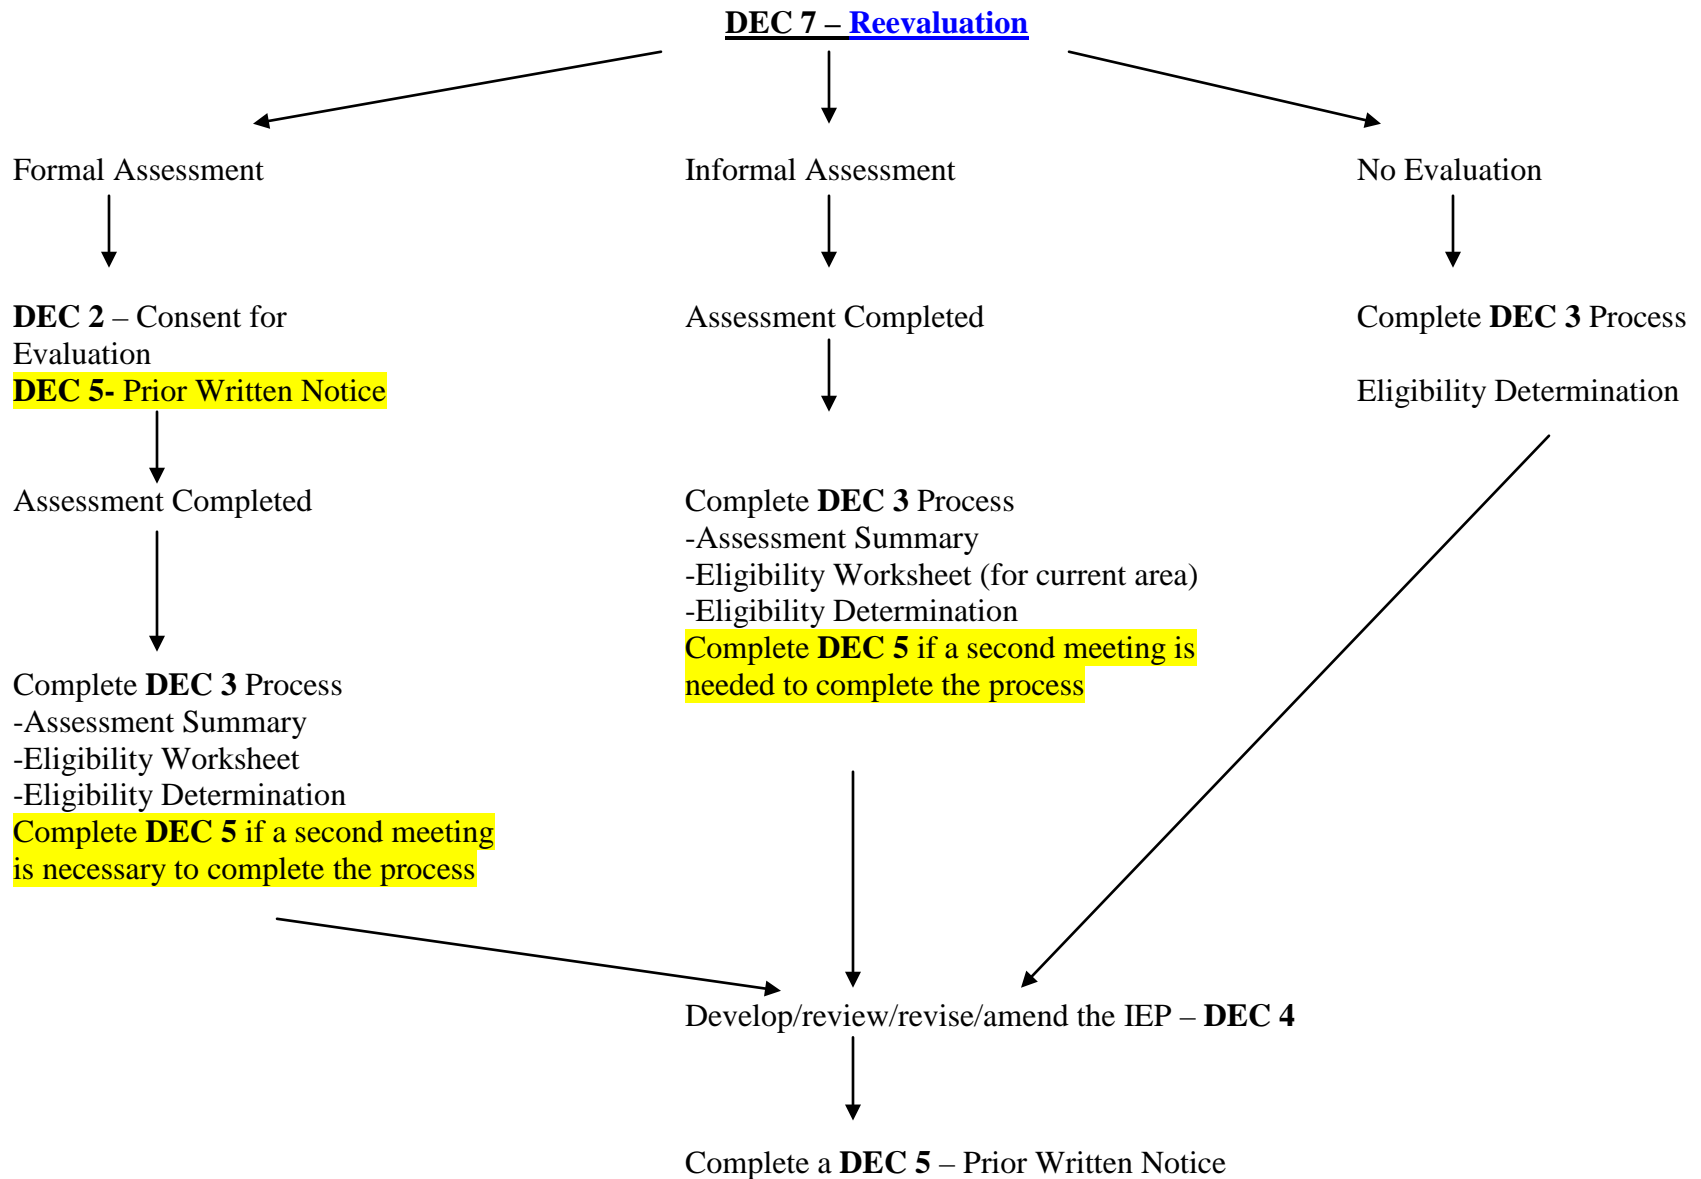 DEC 7 – Reevaluation
Formal Assessment
Informal Assessment
No Evaluation
DEC 2 – Consent for
Evaluation
DEC 5- Prior Written Notice
Assessment Completed
Complete DEC 3 Process
Eligibility Determination
Assessment Completed
Complete DEC 3 Process
-Assessment Summary
-Eligibility Worksheet (for current area)
-Eligibility Determination
Complete DEC 5 if a second meeting is
needed to complete the process
Complete DEC 3 Process
-Assessment Summary
-Eligibility Worksheet
-Eligibility Determination
Complete DEC 5 if a second meeting
is necessary to complete the process
Develop/review/revise/amend the IEP – DEC 4
Complete a DEC 5 – Prior Written Notice